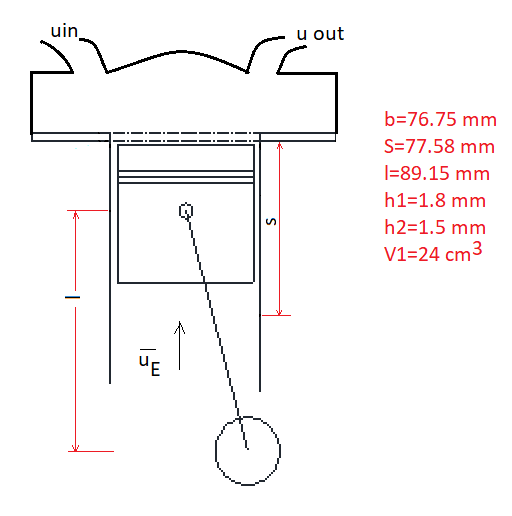 uin
u out
b=76.75 mm
S=77.58 mm
l=89.15 mm
h1=1.8 mm
h2=1.5 mm
V1=24 cm³
s
l
u̅E